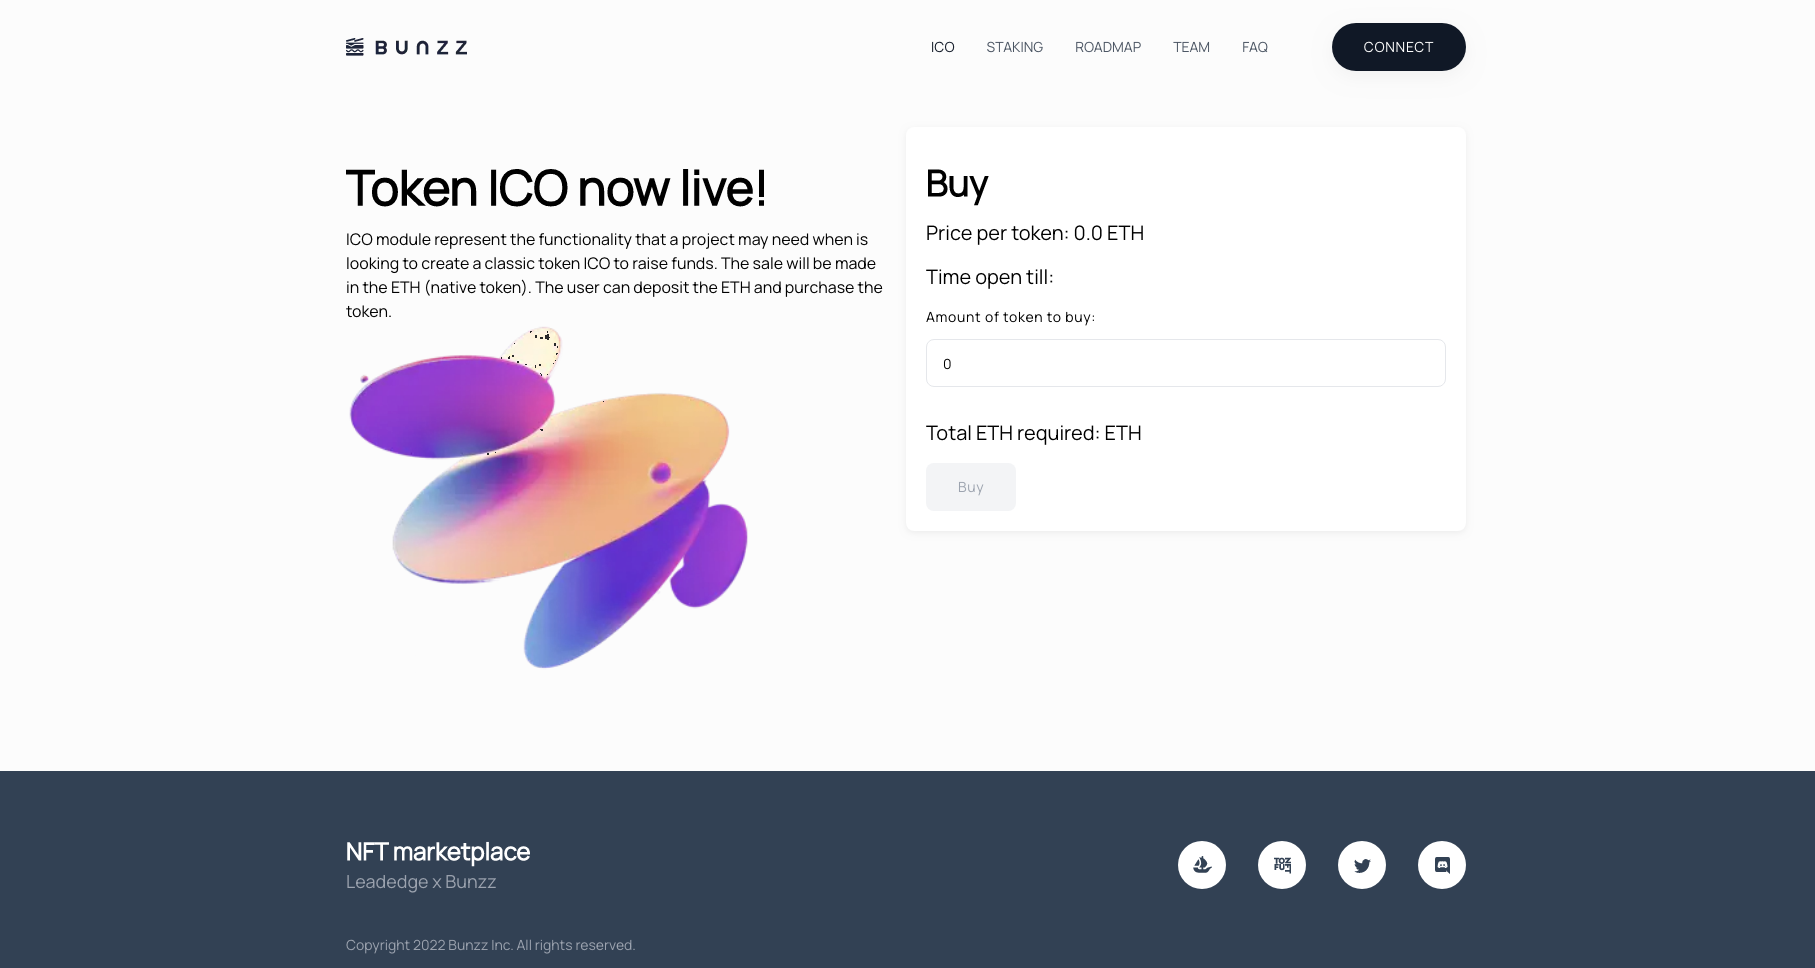 BUNZZ
ICO
STAKING
ROADMAP
TEAM
FAQ
CONNECT
Token ICO now live!
ICO module represent the functionality that a project may need when is
looking to create a classic token ICO to raise funds. The sale will be made
in the ETH (native token). The user can deposit the ETH and purchase the
token.
Buy
Price per token: 0.0 ETH
Time open till:
Amount of token to buy:
0
Total ETH required: ETH
Buy
NFT marketplace
Leadedge x Bunzz
Copyright 2022 Bunzz Inc. All rights reserved.